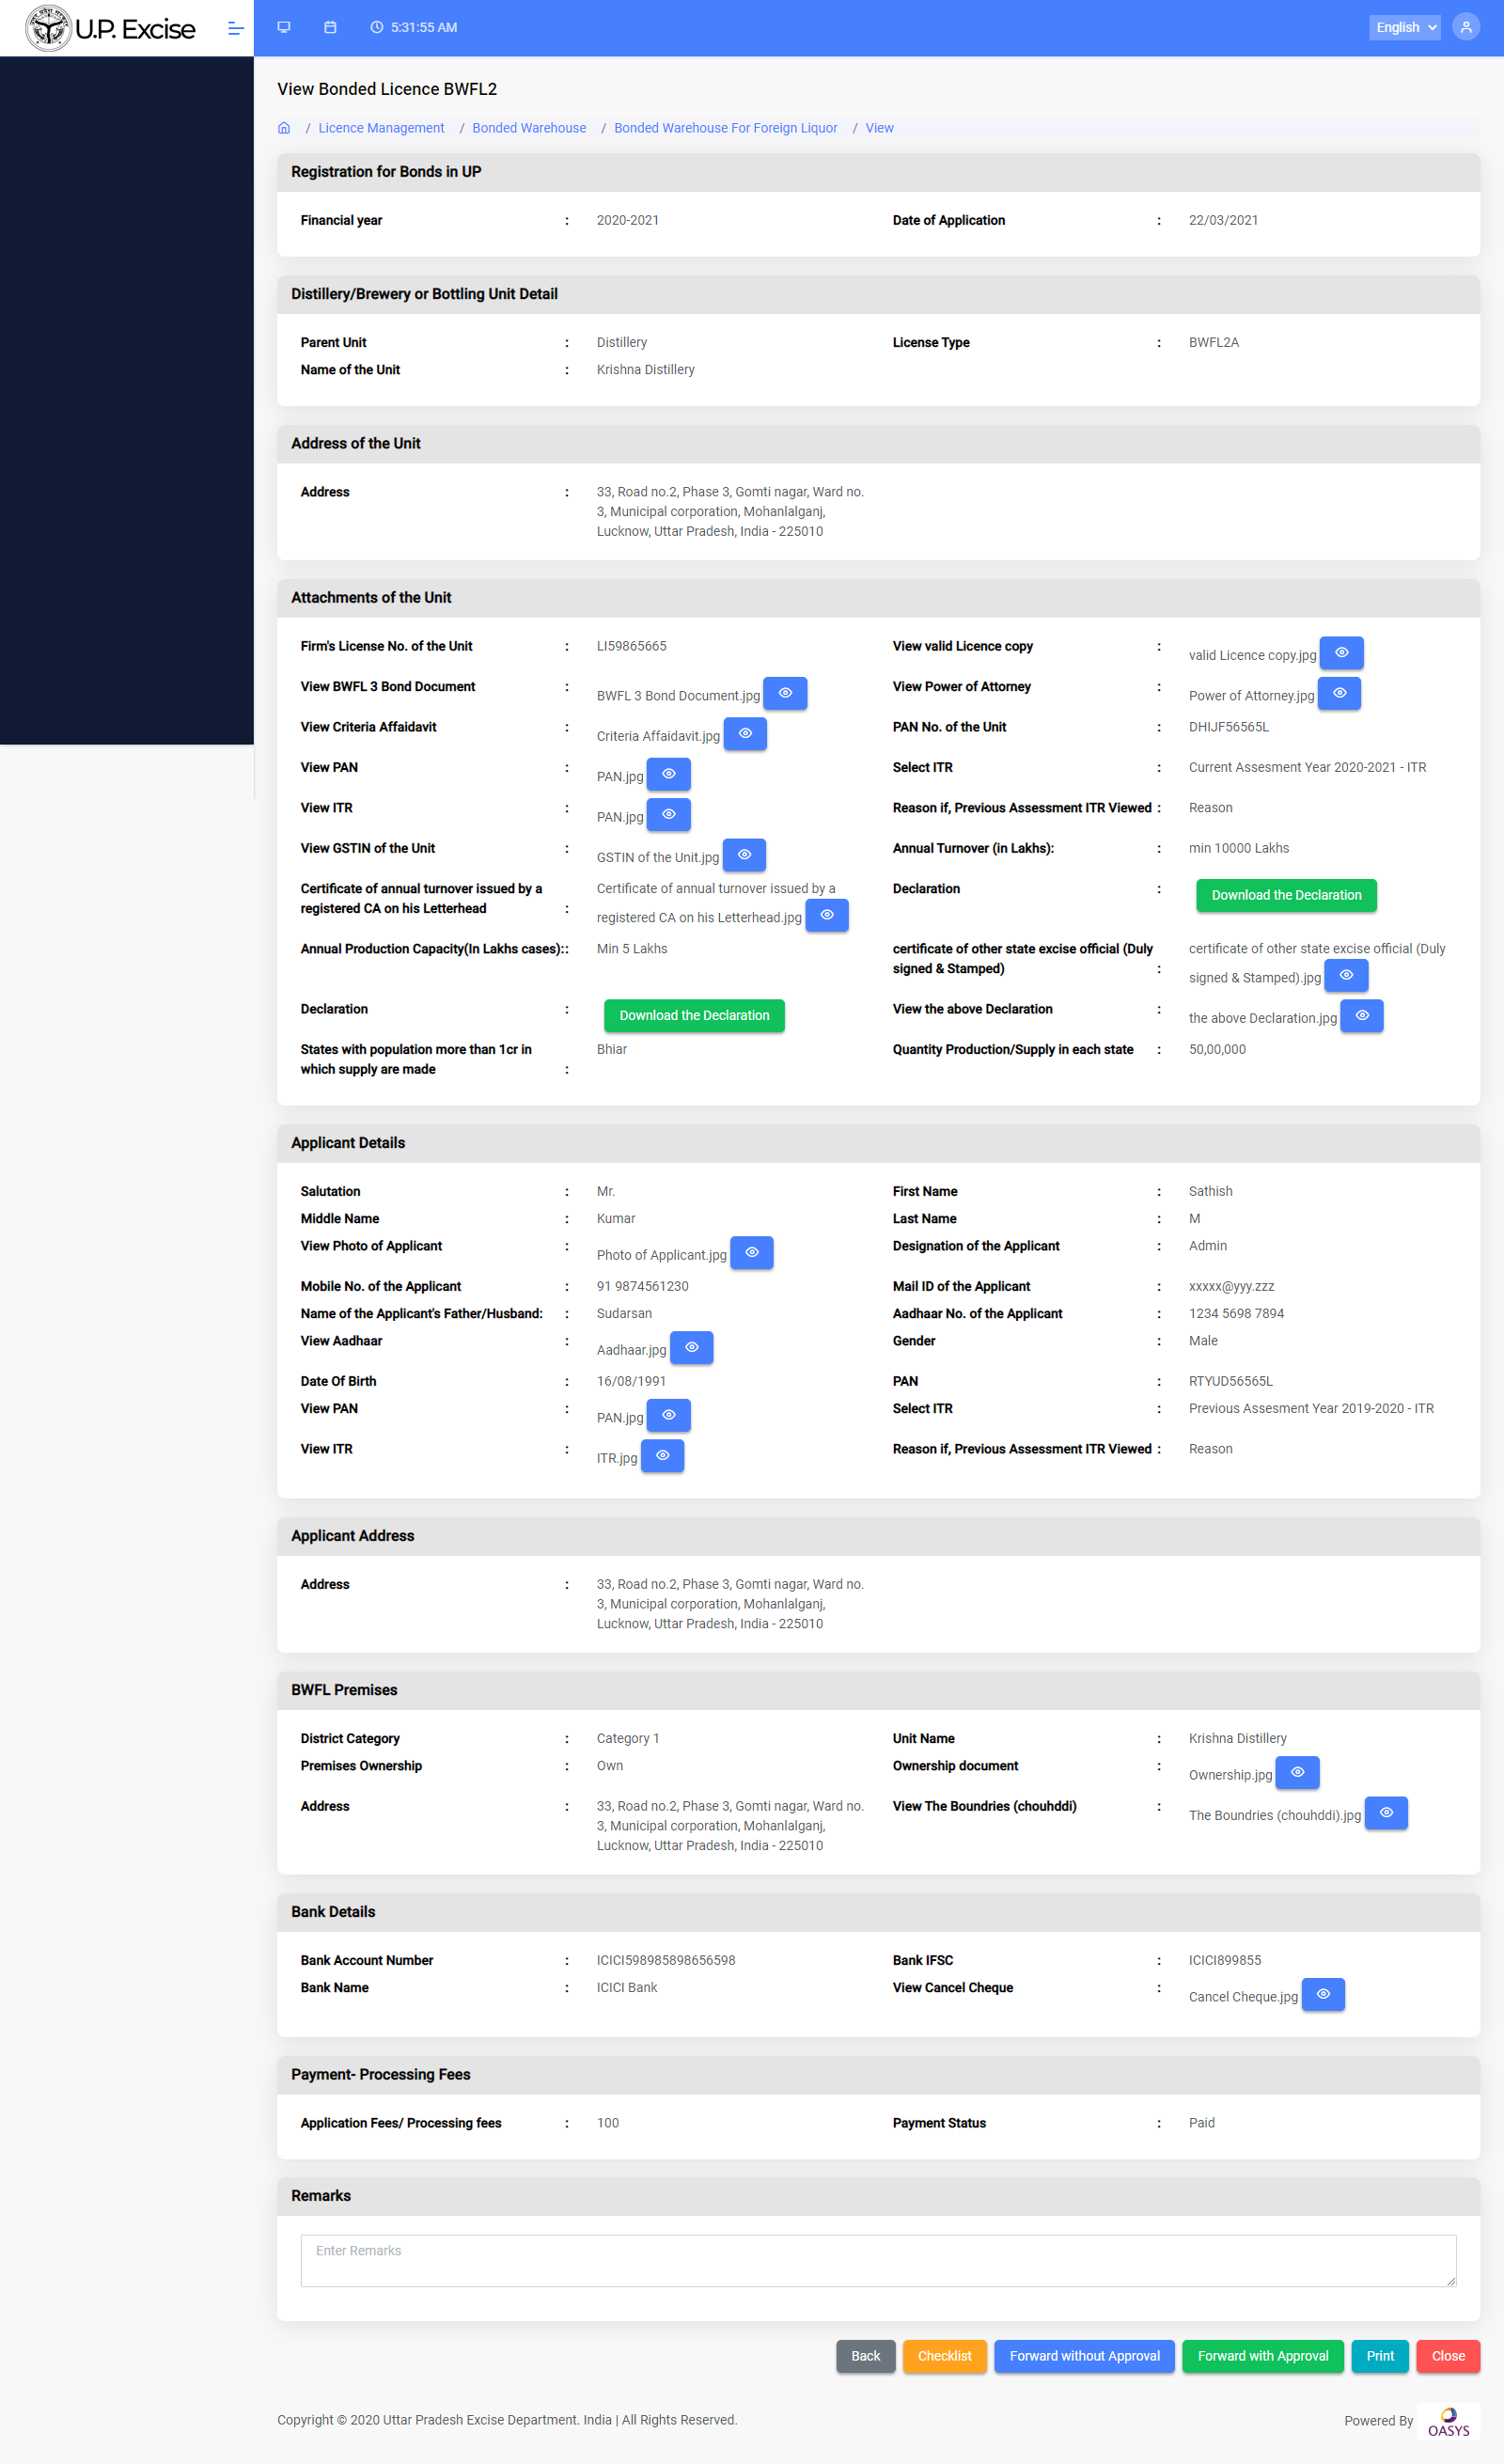 U.P. Excise
5:31:55 AM
English
View Bonded Licence BWFL2
/ Licence Management / Bonded Warehouse / Bonded Warehouse For Foreign Liquor / View
Registration for Bonds in UP
Financial year : 2020-2021 Date of Application : 22/03/2021
Distillery/Brewery or Bottling Unit Detail
Parent Unit : Distillery License Type : BWFL2A
Name of the Unit : Krishna Distillery
Address of the Unit
Address : 33, Road no.2, Phase 3, Gomti nagar, Ward no.
3, Municipal corporation, Mohanlalganj,
Lucknow, Uttar Pradesh, India - 225010
Attachments of the Unit
Firm's License No. of the Unit : LI59865665 View valid Licence copy : valid Licence copy.jpg
View BWFL 3 Bond Document : BWFL 3 Bond Document.jpg View Power of Attorney : Power of Attorney.jpg
View Criteria Affaidavit : Criteria Affaidavit.jpg PAN No. of the Unit : DHIJF56565L
View PAN : PAN.jpg Select ITR : Current Assesment Year 2020-2021 - ITR
View ITR : PAN.jpg Reason if, Previous Assessment ITR Viewed : Reason
View GSTIN of the Unit : GSTIN of the Unit.jpg Annual Turnover (in Lakhs): : min 10000 Lakhs
Certificate of annual turnover issued by a Certificate of annual turnover issued by a Declaration : Download the Declaration
registered CA on his Letterhead : registered CA on his Letterhead.jpg
Annual Production Capacity(In Lakhs cases):: Min 5 Lakhs certificate of other state excise official (Duly certificate of other state excise official (Duly
signed & Stamped) : signed & Stamped).jpg
Declaration : Download the Declaration View the above Declaration : the above Declaration.jpg
States with population more than 1cr in Bhiar Quantity Production/Supply in each state : 50,00,000
which supply are made :
Applicant Details
Salutation : Mr. First Name : Sathish
Middle Name : Kumar Last Name : M
View Photo of Applicant : Photo of Applicant.jpg Designation of the Applicant : Admin
Mobile No. of the Applicant : 91 9874561230 Mail ID of the Applicant : xxxxx@yyy.zzz
Name of the Applicant's Father/Husband: : Sudarsan Aadhaar No. of the Applicant : 1234 5698 7894
View Aadhaar : Aadhaar.jpg Gender : Male
Date Of Birth : 16/08/1991 PAN : RTYUD56565L
View PAN : PAN.jpg Select ITR : Previous Assesment Year 2019-2020 - ITR
View ITR : ITR.jpg Reason if, Previous Assessment ITR Viewed : Reason
Applicant Address
Address : 33, Road no.2, Phase 3, Gomti nagar, Ward no.
3, Municipal corporation, Mohanlalganj,
Lucknow, Uttar Pradesh, India - 225010
BWFL Premises
District Category : Category 1 Unit Name : Krishna Distillery
Premises Ownership : Own Ownership document : Ownership.jpg
Address : 33, Road no.2, Phase 3, Gomti nagar, Ward no. View The Boundries (chouhddi) : The Boundries (chouhddi).jpg
3, Municipal corporation, Mohanlalganj,
Lucknow, Uttar Pradesh, India - 225010
Bank Details
Bank Account Number : ICICI598985898656598 Bank IFSC : ICICI899855
Bank Name : ICICI Bank View Cancel Cheque : Cancel Cheque.jpg
Payment- Processing Fees
Application Fees/ Processing fees : 100 Payment Status : Paid
Remarks
Enter Remarks
Back Checklist Forward without Approval Forward with Approval Print Close
Copyright © 2020 Uttar Pradesh Excise Department. India | All Rights Reserved. Powered By OASYS